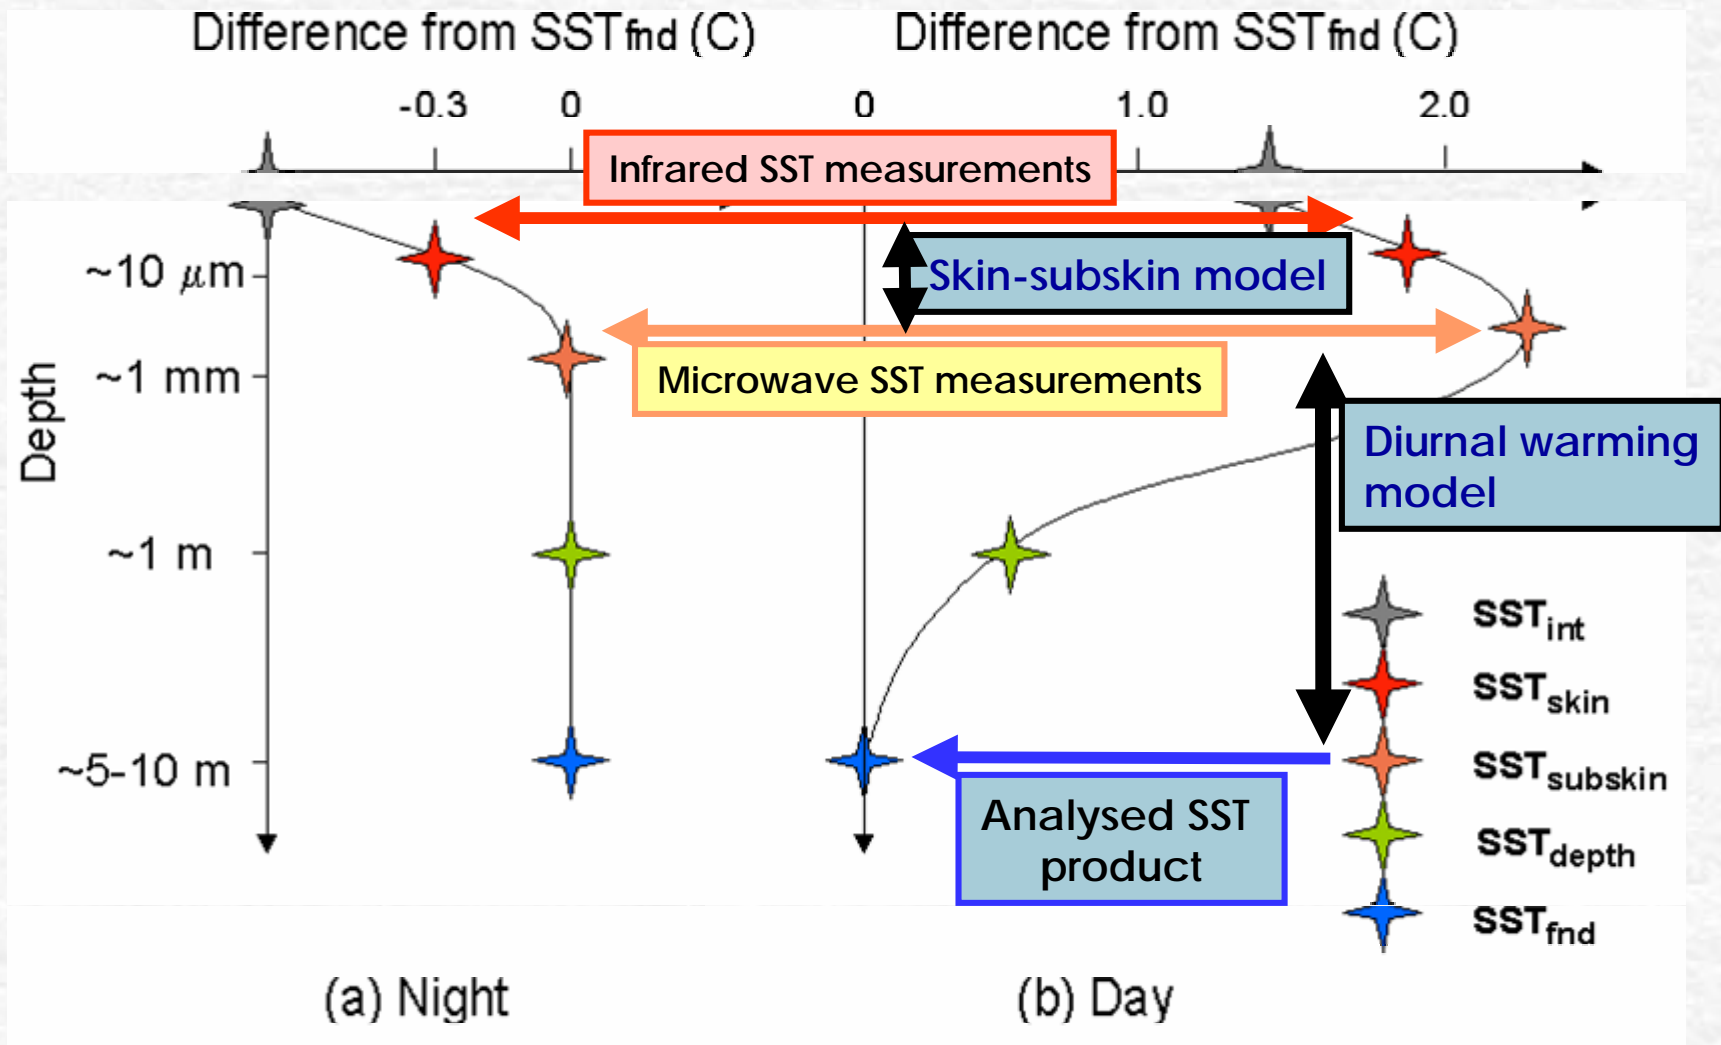 Difference from SSTfnd (C)
Difference from SSTfnd (C)
-0.3 0
0 1.0 2.0
Infrared SST measurements
~10 μm
Skin-subskin model
~1 mm
Microwave SST measurements
Depth
Diurnal warming
model
~1 m
~5-10 m
Analysed SST
product
SSTint
SSTskin
SSTsubskin
SSTdepth
SSTfnd
(a) Night
(b) Day